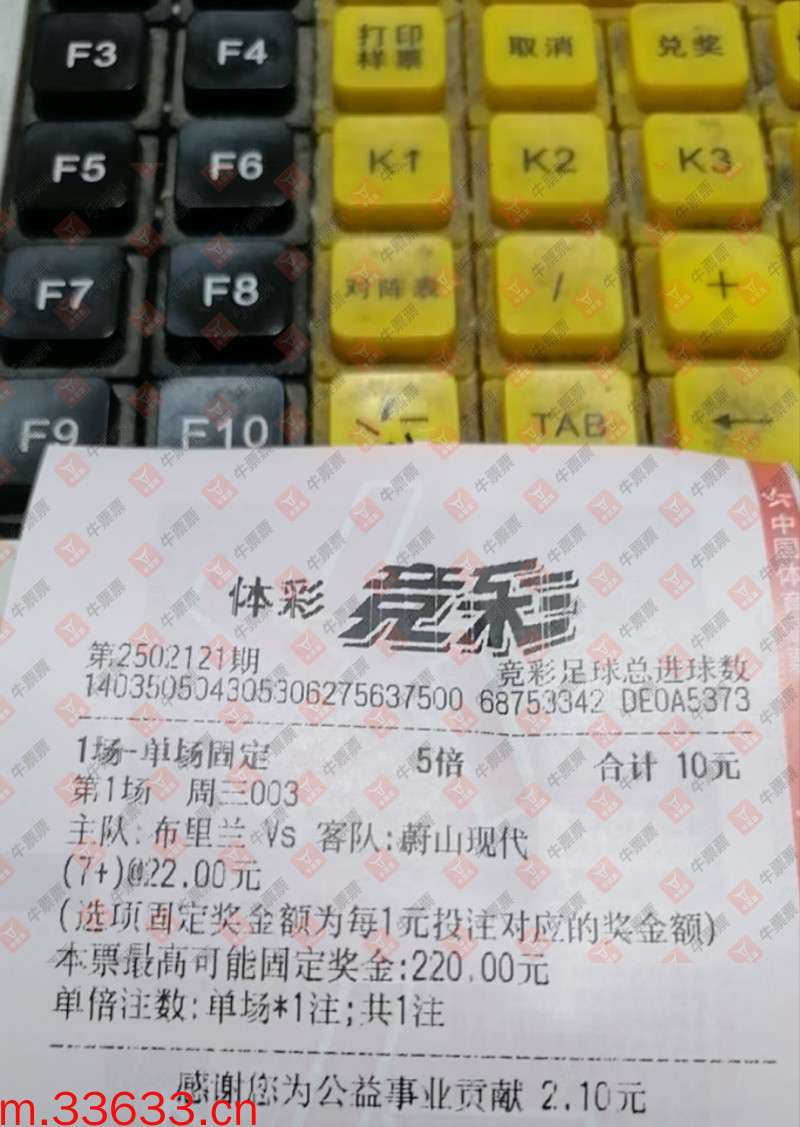 F3 F4 打印样票 取消 兑奖
F5 F6 K1 K2 K3
F7 F8 对阵表 / +
F9 F10 TAB ←
中国体育
体彩 竞彩
第2502121期 竞彩足球总进球数
140350504305306275637500 68753342 DE0A5373
1场-单场固定 5倍 合计 10元
第1场 周三003
主队:布里兰 Vs 客队:蔚山现代
(7+)@22.00元
(选项固定奖金额为每1元投注对应的奖金额)
本票最高可能固定奖金:220.00元
单倍注数:单场*1注;共1注
感谢您为公益事业贡献 2.10元
m.33633.cn
牛票票